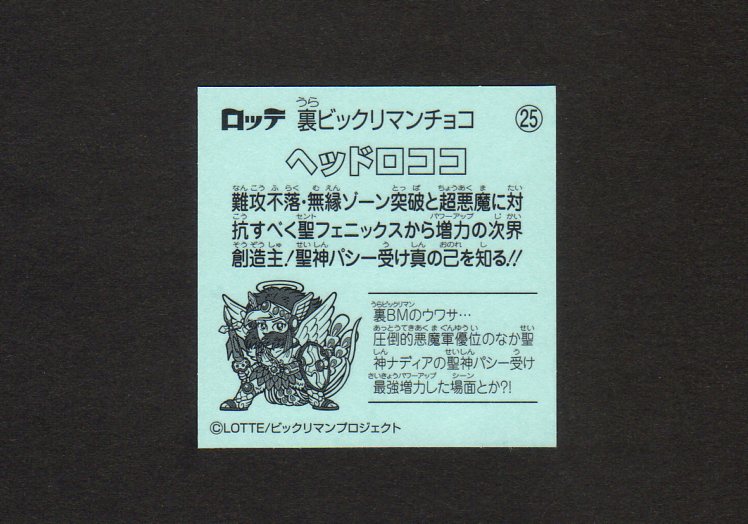 ロッテ 裏ビックリマンチョコ 25
うら
ヘッドロココ
なんこうふらく むえん とっぱ ちょうあくま たい
難攻不落・無縁ゾーン突破と超悪魔に対
こう セント パワーアップ じかい
抗すべく聖フェニックスから増力の次界
そうぞうしゅ せいしん う しん おのれ し
創造主!聖神パシー受け真の己を知る!!
うらビックリマン
裏BMのウワサ…
あっとうてきあくまぐんゆうい せい
圧倒的悪魔軍優位のなか聖
しん せいしん う
神ナディアの聖神パシー受け
さいきょうパワーアップ シーン
最強増力した場面とか?!
©LOTTE/ビックリマンプロジェクト